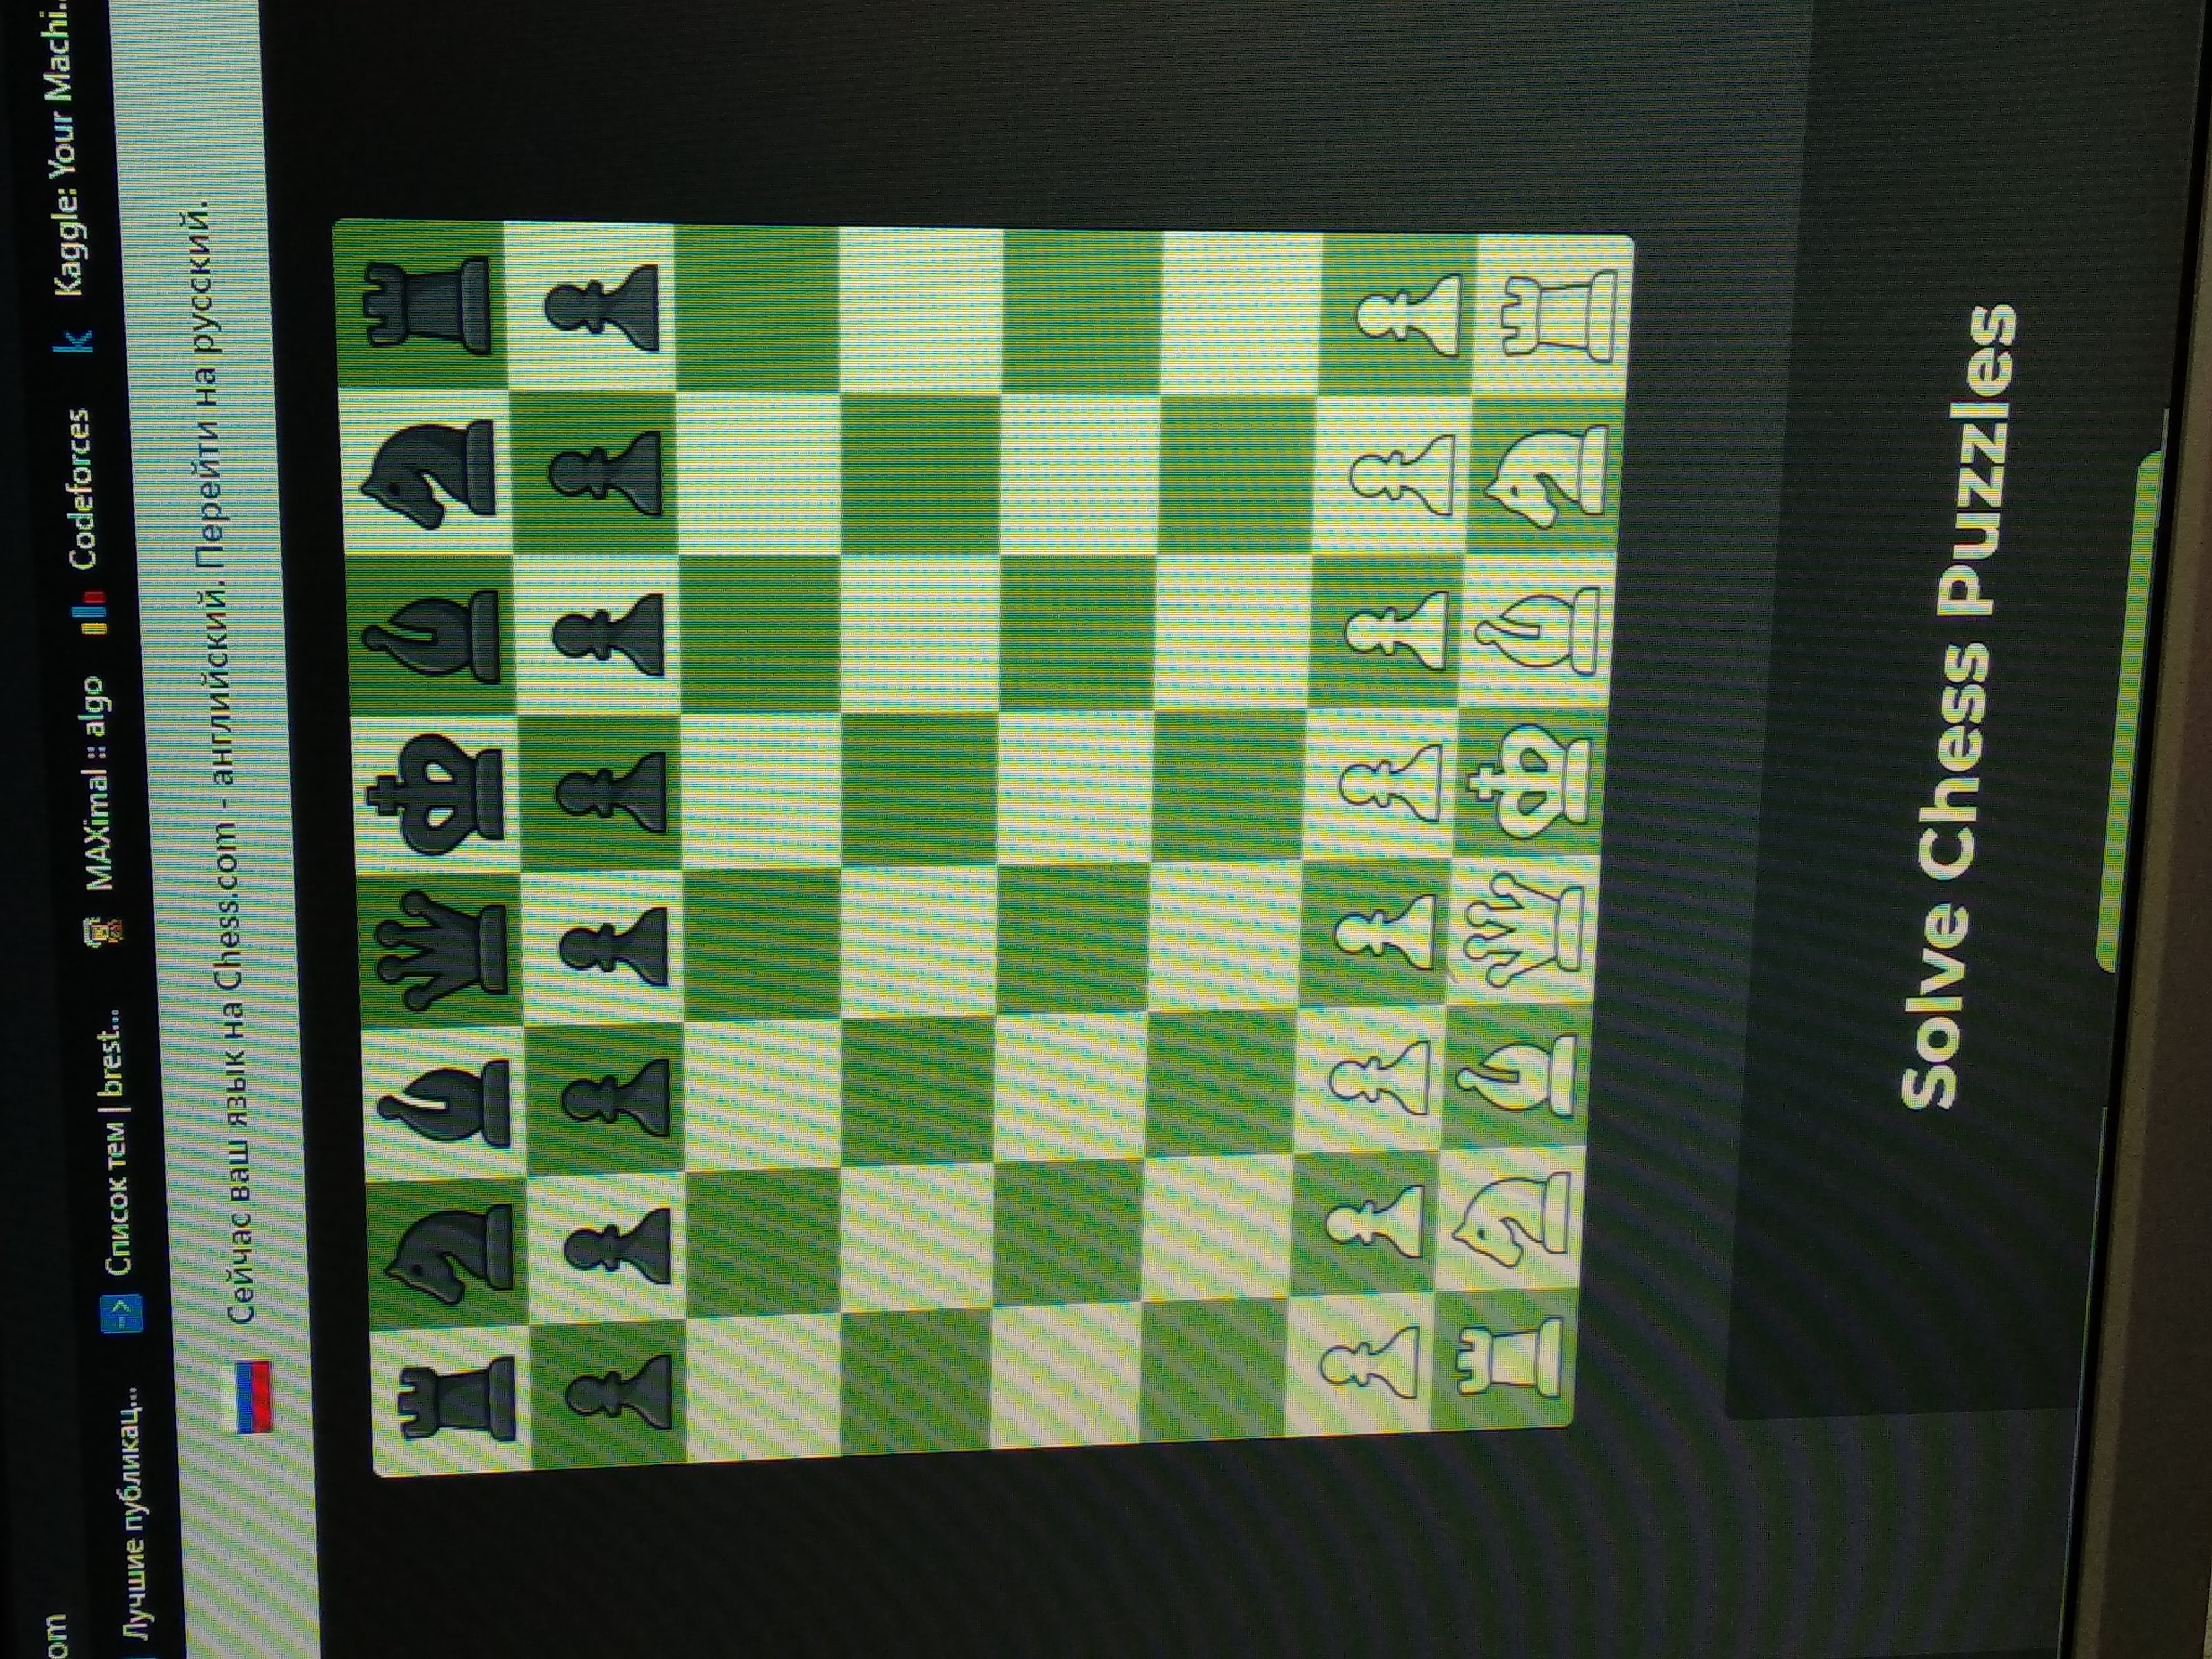 om
Лучшие публикац... Список тем | brest... MAXimal :: algo Codeforces Kaggle: Your Machi...
Сейчас ваш язык на Chess.com - английский. Перейти на русский.
Solve Chess Puzzles